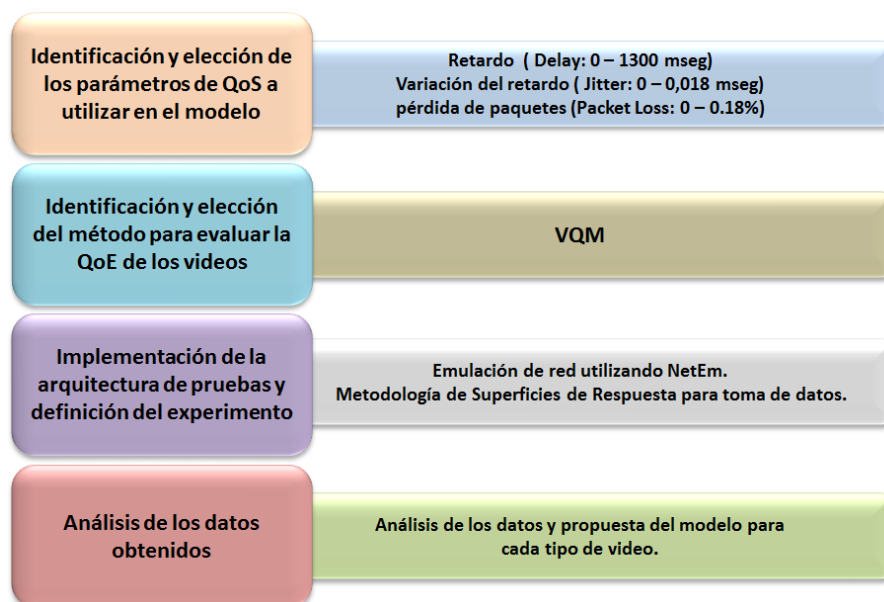 Identificación y elección de
los parámetros de QoS a
utilizar en el modelo
Retardo ( Delay: 0 – 1300 mseg)
Variación del retardo ( Jitter: 0 – 0,018 mseg)
pérdida de paquetes (Packet Loss: 0 – 0.18%)
Identificación y elección
del método para evaluar la
QoE de los videos
VQM
Implementación de la
arquitectura de pruebas y
definición del experimento
Emulación de red utilizando NetEm.
Metodología de Superficies de Respuesta para toma de datos.
Análisis de los datos
obtenidos
Análisis de los datos y propuesta del modelo para
cada tipo de video.